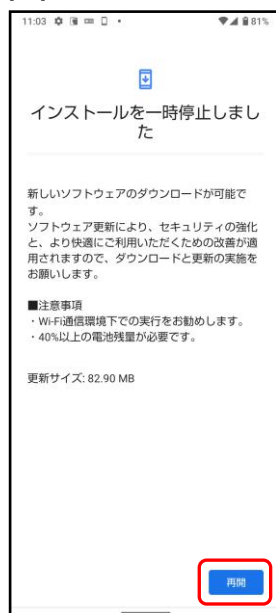 11:03
81%
インストールを一時停止しまし
た
新しいソフトウェアのダウンロードが可能で
す。
ソフトウェア更新により、セキュリティの強化
と、より快適にご利用いただくための改善が適
用されますので、ダウンロードと更新の実施を
お願いします。
■注意事項
・Wi-Fi通信環境下での実行をお勧めします。
・40%以上の電池残量が必要です。
更新サイズ: 82.90 MB
再開